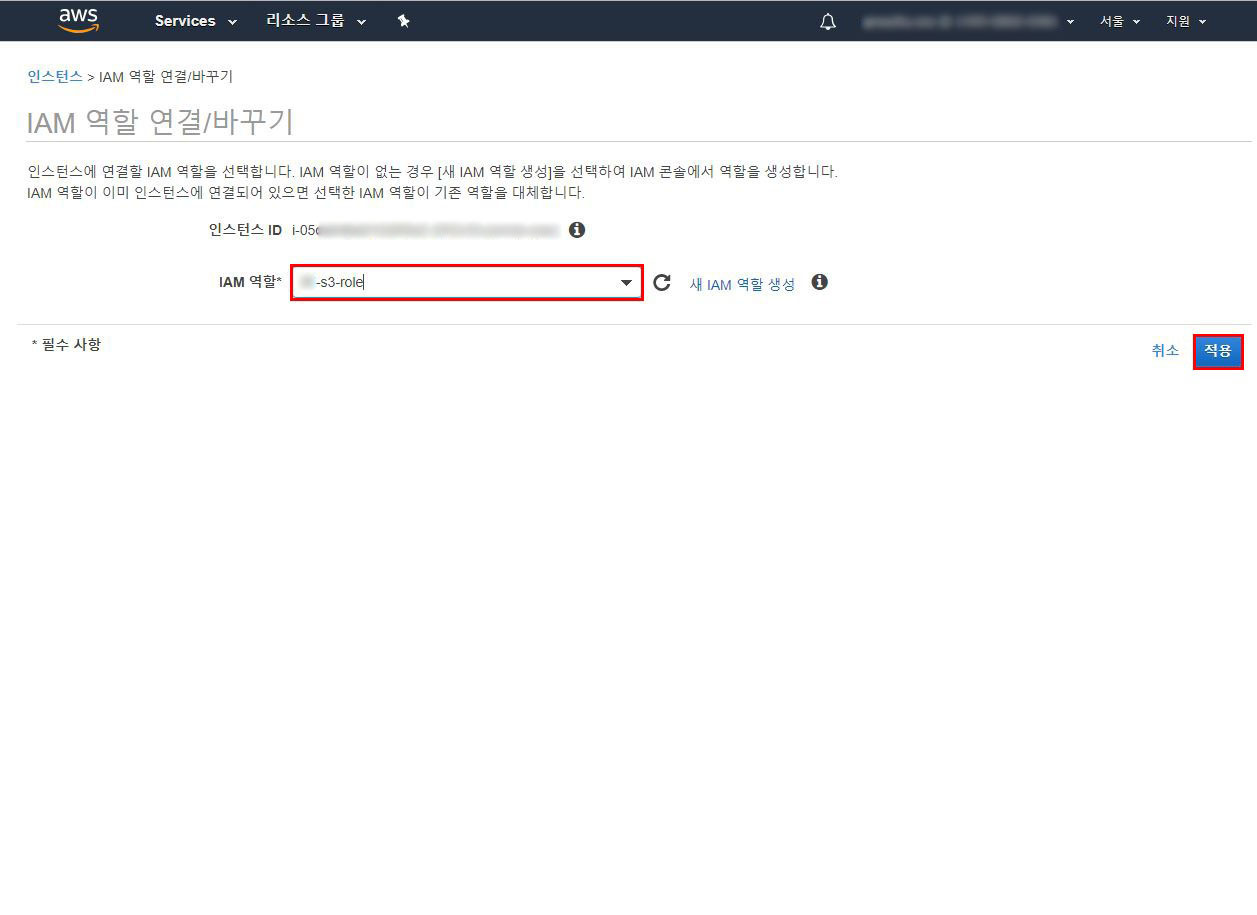 aws Services 리소스 그룹 서울 지원
인스턴스 > IAM 역할 연결/바꾸기
IAM 역할 연결/바꾸기
인스턴스에 연결할 IAM 역할을 선택합니다. IAM 역할이 없는 경우 [새 IAM 역할 생성]을 선택하여 IAM 콘솔에서 역할을 생성합니다.
IAM 역할이 이미 인스턴스에 연결되어 있으면 선택한 IAM 역할이 기존 역할을 대체합니다.
인스턴스 ID i-05
IAM 역할* -s3-role 새 IAM 역할 생성
* 필수 사항
취소 적용